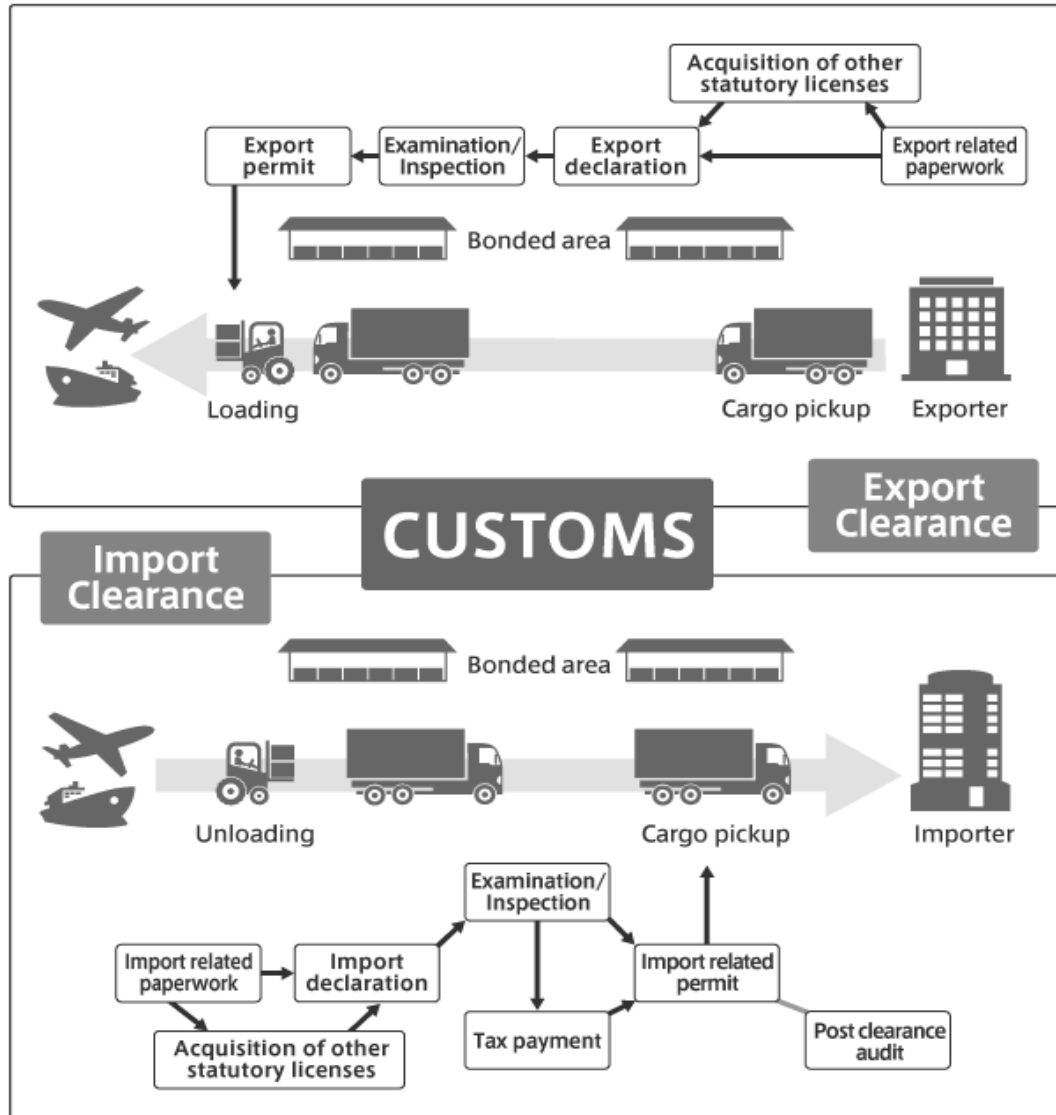 Acquisition of other
statutory licenses
Export
permit
Examination/
Inspection
Export
declaration
Export related
paperwork
Bonded area
Loading
Cargo pickup
Exporter
Export
Clearance
CUSTOMS
Import
Clearance
Bonded area
Unloading
Cargo pickup
Importer
Examination/
Inspection
Import related
paperwork
Import
declaration
Import related
permit
Acquisition of other
statutory licenses
Tax payment
Post clearance
audit